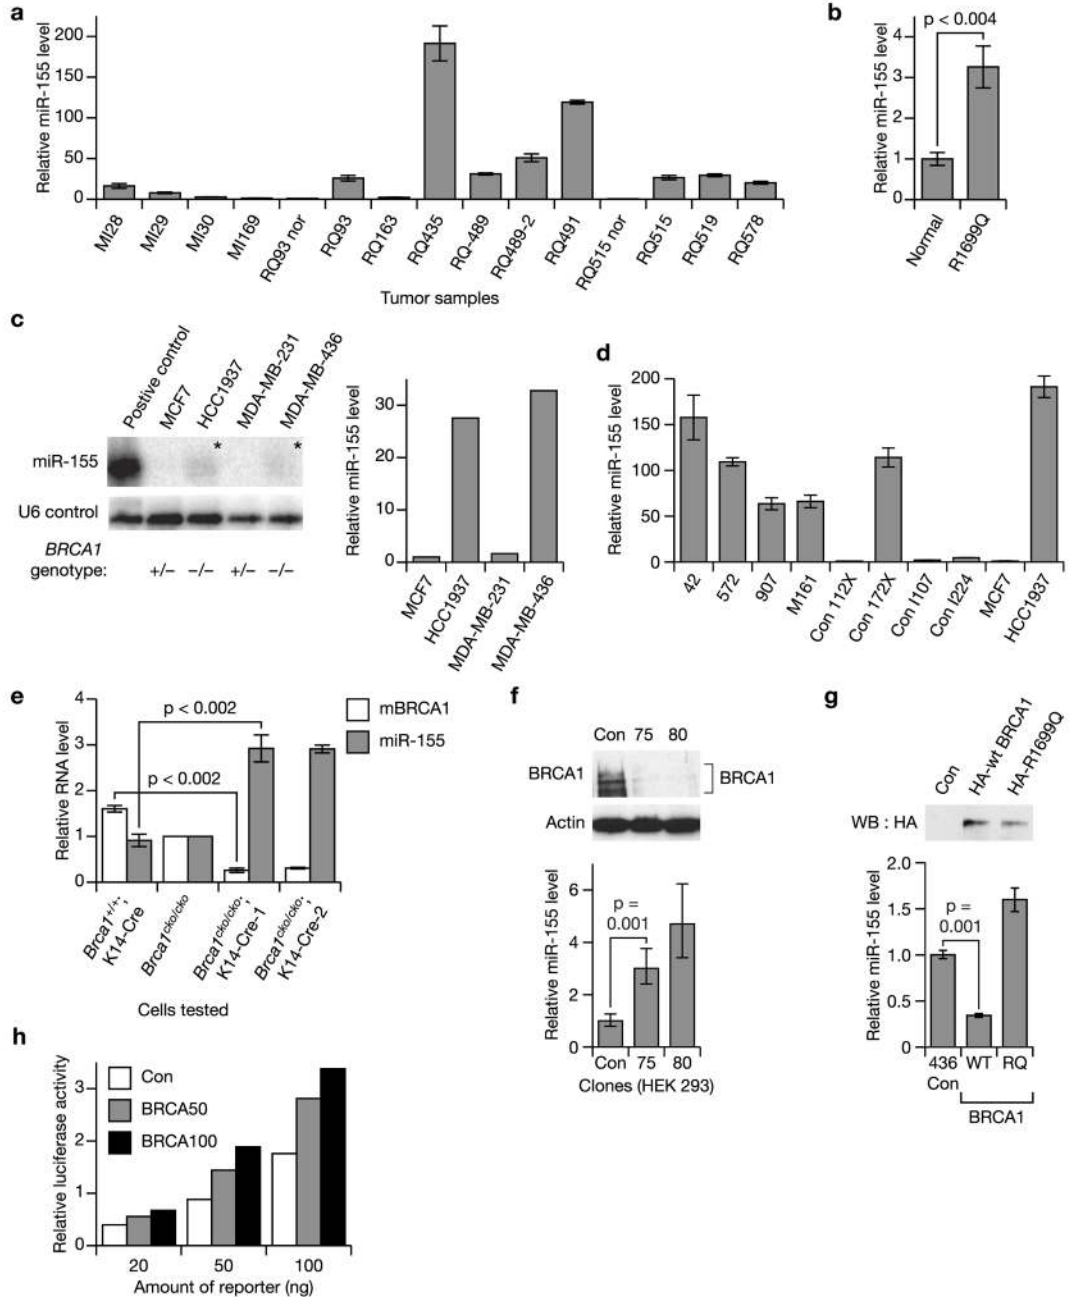 a
Relative miR-155 level
200
150
100
50
0
MI28
MI29
MI30
MI169
RQ93 nor
RQ93
RQ163
RQ435
RQ-489
RQ489-2
RQ491
RQ515 nor
RQ515
RQ519
RQ578
Tumor samples
b
p < 0.004
Relative miR-155 level
4
3
2
1
0
Normal
R1699Q
c
Postive control
MCF7
HCC1937
MDA-MB-231
MDA-MB-436
* *
miR-155
U6 control
BRCA1
genotype: +/– –/– +/– –/–
Relative miR-155 level
30
20
10
0
MCF7
HCC1937
MDA-MB-231
MDA-MB-436
d
Relative miR-155 level
200
150
100
50
0
42
572
907
M161
Con 112X
Con 172X
Con I107
Con I224
MCF7
HCC1937
e
Relative RNA level
4
3
2
1
0
p < 0.002
p < 0.002
mBRCA1
miR-155
Brca1+/+;
K14-Cre
Brca1cko/cko
Brca1cko/cko;
K14-Cre-1
Brca1cko/cko;
K14-Cre-2
Cells tested
f
Con 75 80
BRCA1
BRCA1
Actin
Relative miR-155 level
6
4
2
0
p =
0.001
Con 75 80
Clones (HEK 293)
g
Con
HA-wt BRCA1
HA-R1699Q
WB : HA
Relative miR-155 level
2.0
1.5
1.0
0.5
0
p =
0.001
436 WT RQ
Con
BRCA1
h
Relative luciferase activity
3
2
1
0
Con
BRCA50
BRCA100
20 50 100
Amount of reporter (ng)